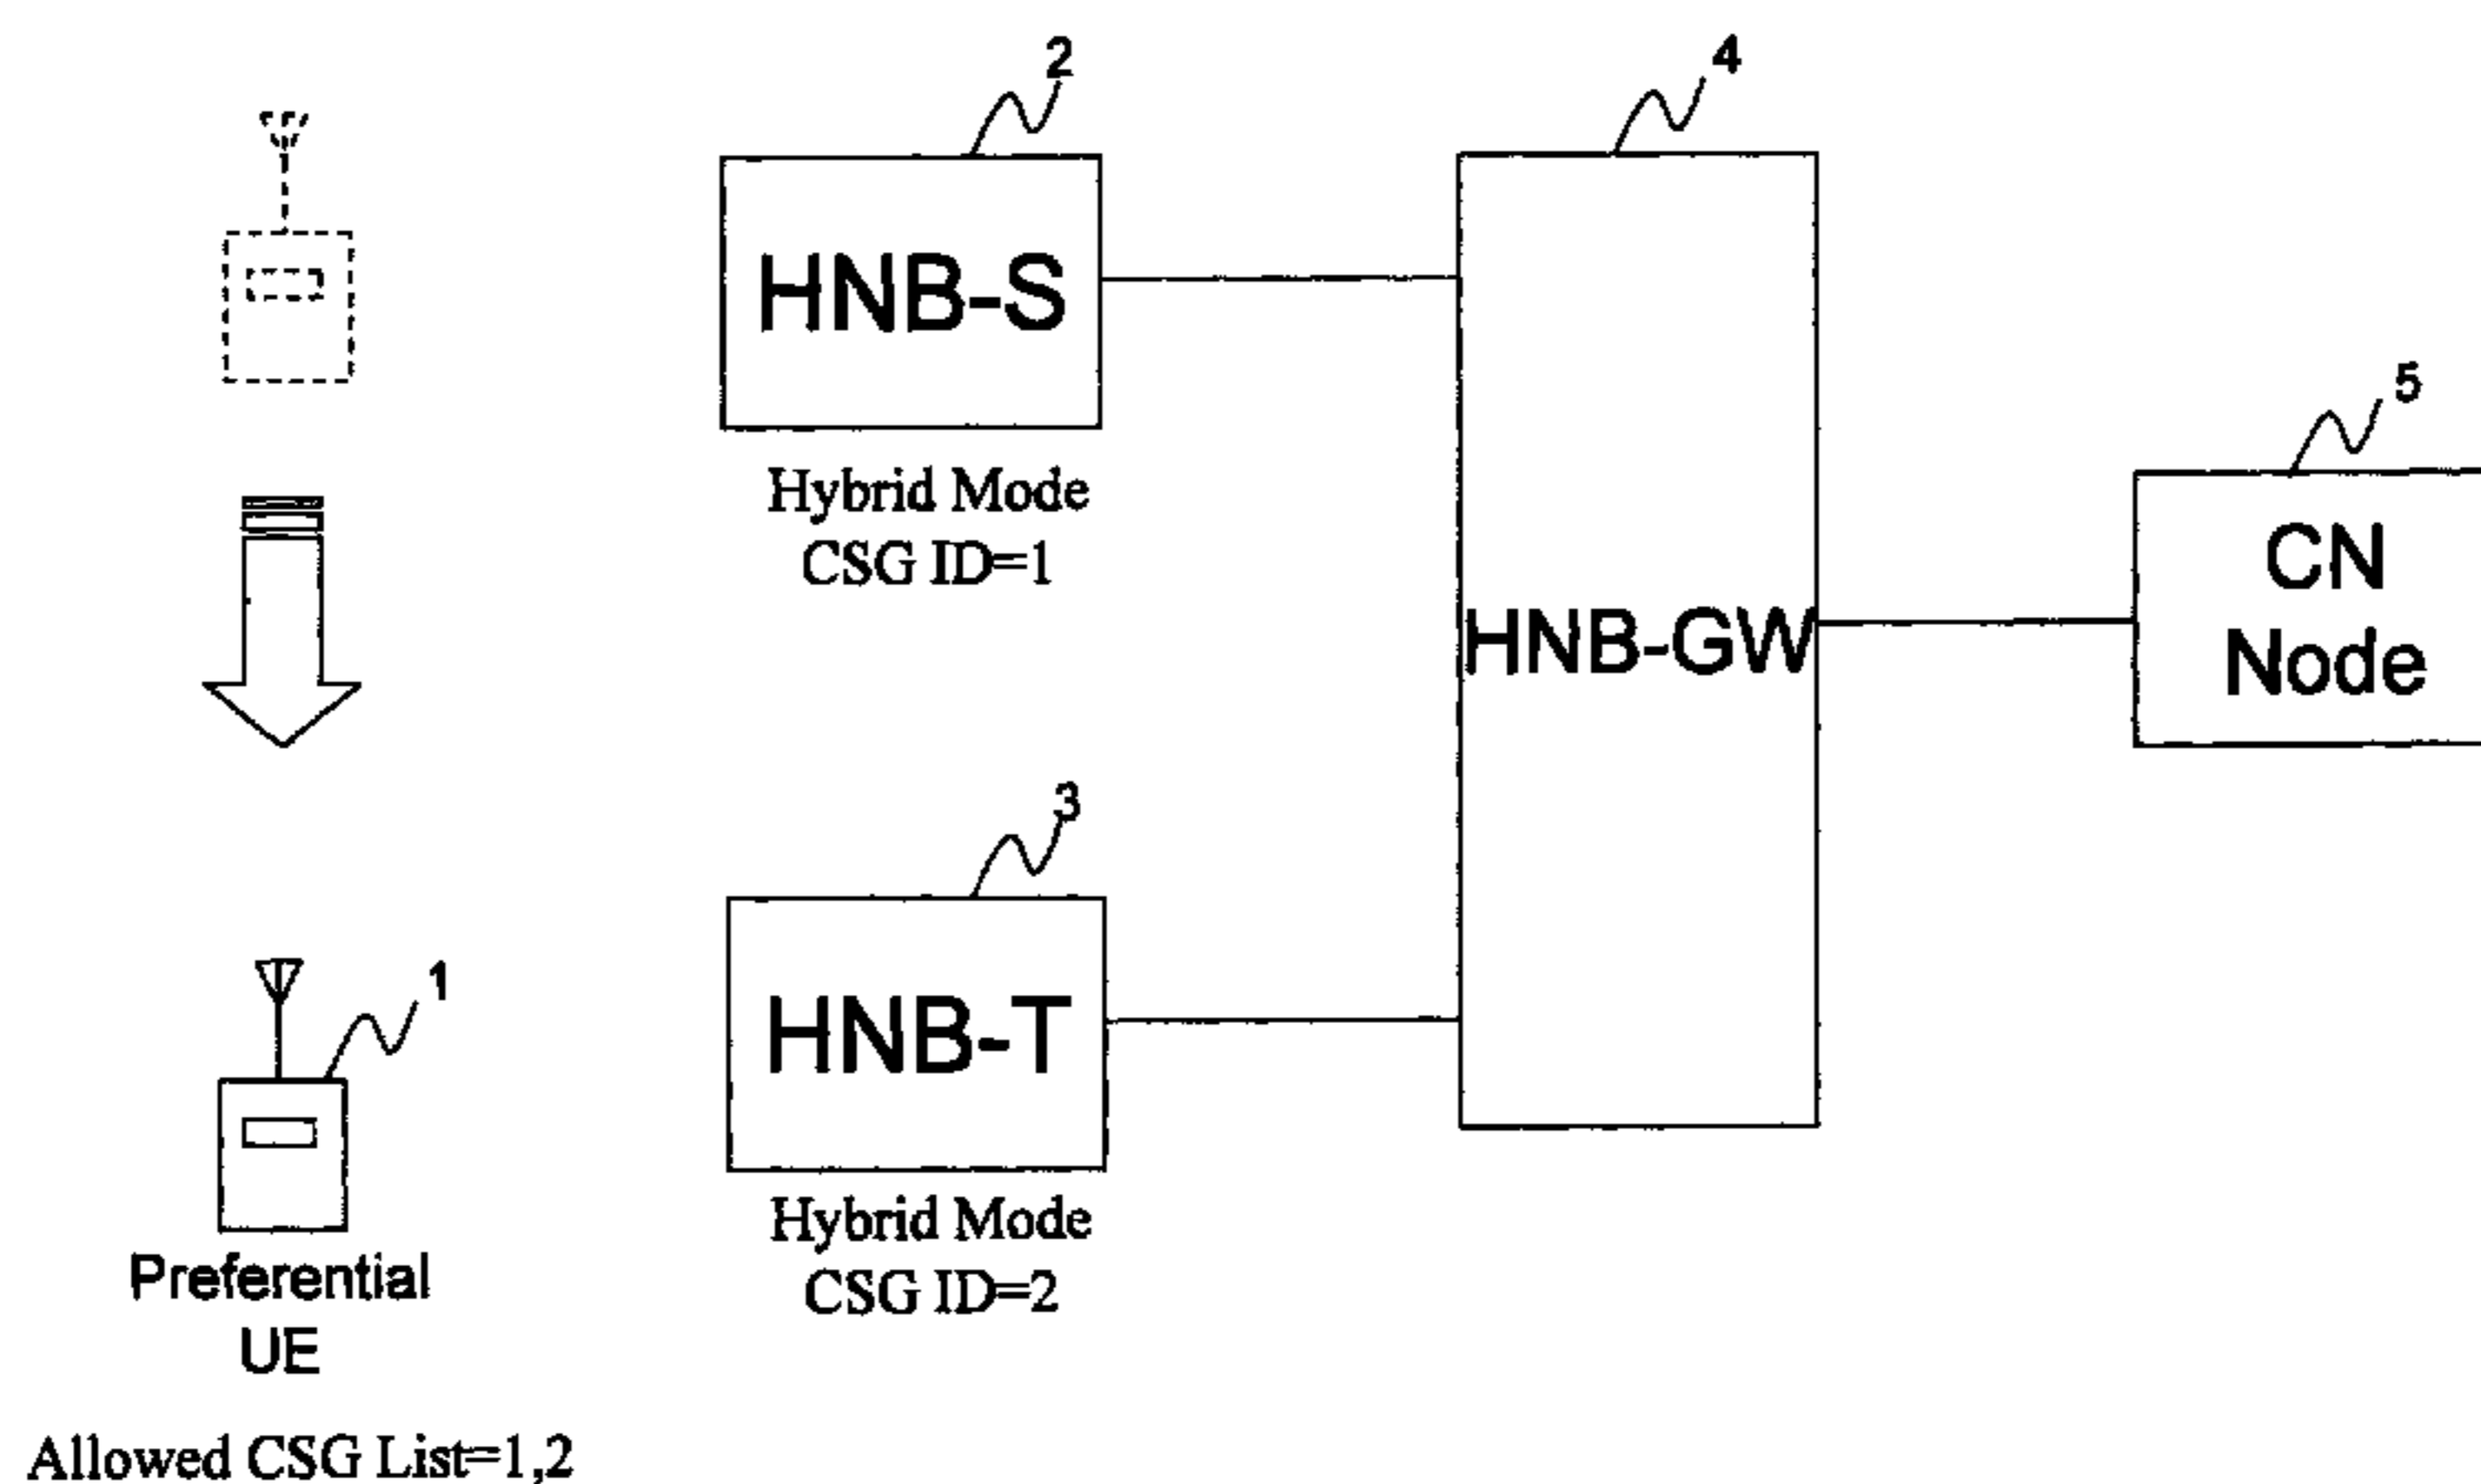 2
4
HNB-S
Hybrid Mode
CSG ID=1
5
CN
Node
HNB-GW
3
HNB-T
Hybrid Mode
CSG ID=2
1
Preferential
UE
Allowed CSG List=1,2